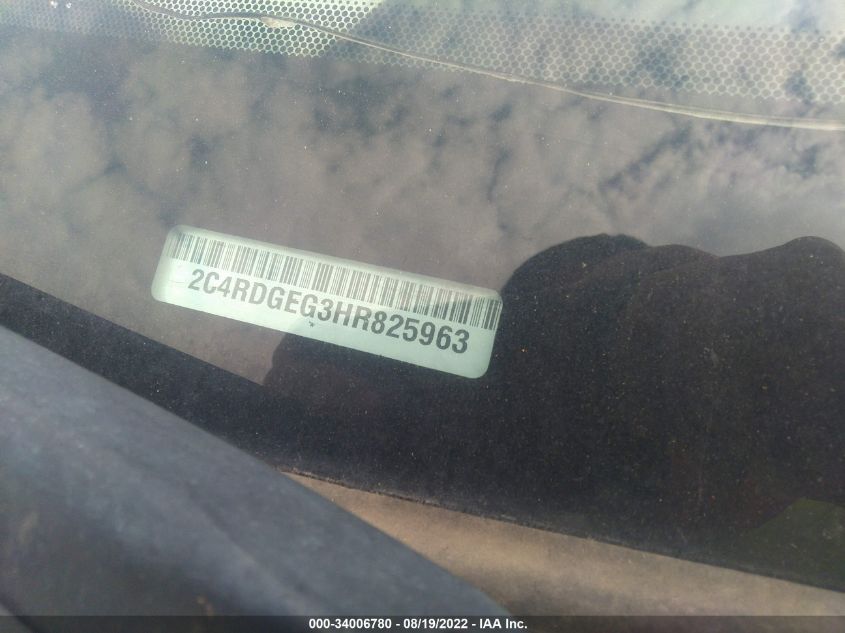 2C4RDGEG3HR825963
000-34006780 - 08/19/2022 - IAA Inc.